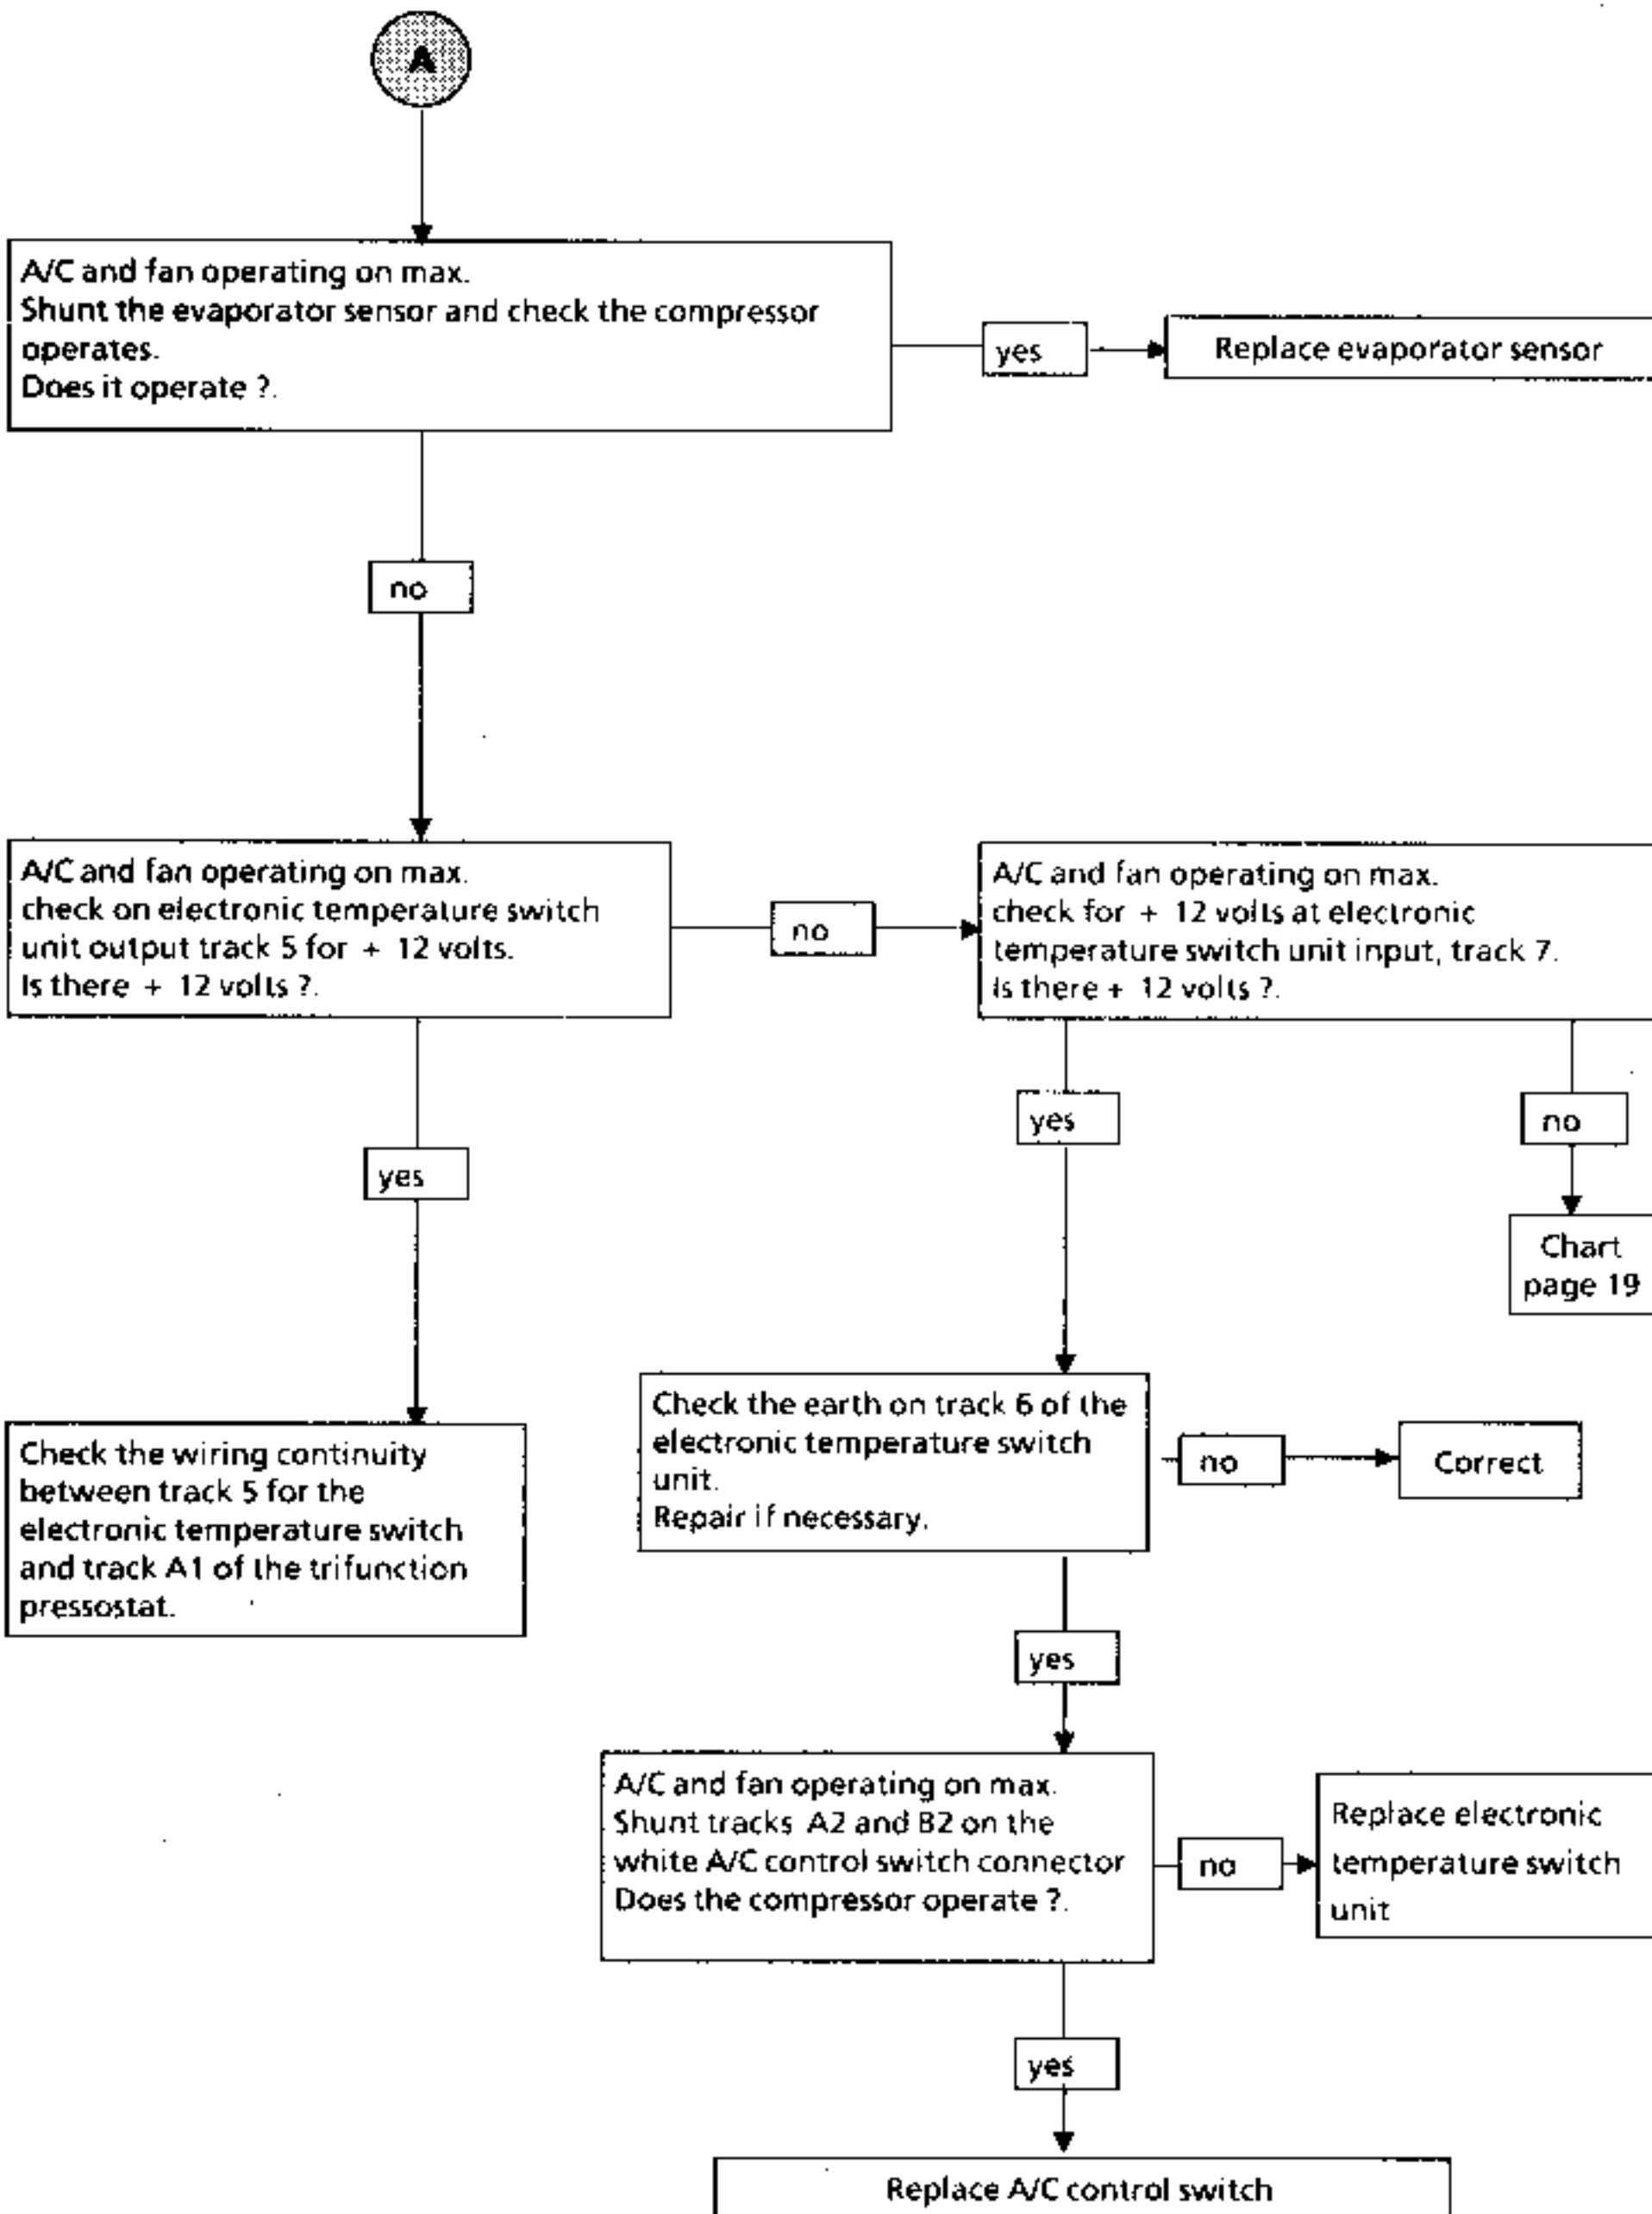 A
A/C and fan operating on max.
Shunt the evaporator sensor and check the compressor
operates.
Does it operate ?.
yes
Replace evaporator sensor
no
A/C and fan operating on max.
check on electronic temperature switch
unit output track 5 for + 12 volts.
Is there + 12 volts ?.
no
A/C and fan operating on max.
check for + 12 volts at electronic
temperature switch unit input, track 7.
Is there + 12 volts ?.
yes
no
yes
Chart
page 19
Check the wiring continuity
between track 5 for the
electronic temperature switch
and track A1 of the trifunction
pressostat.
Check the earth on track 6 of the
electronic temperature switch
unit.
Repair if necessary.
no
Correct
yes
A/C and fan operating on max.
Shunt tracks A2 and B2 on the
white A/C control switch connector
Does the compressor operate ?.
no
Replace electronic
temperature switch
unit
yes
Replace A/C control switch